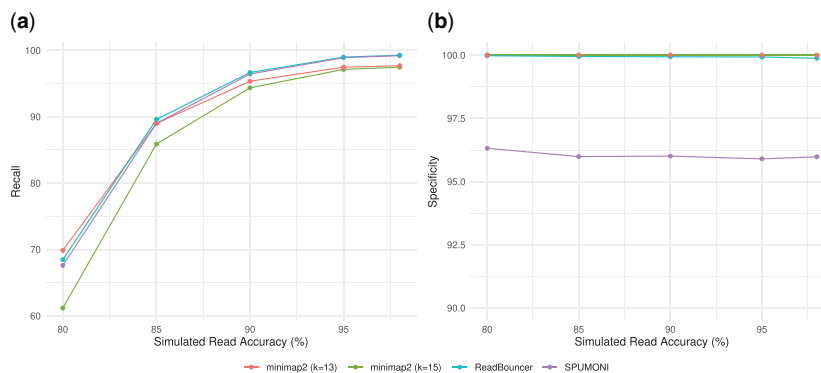 (a)
100
90
80
70
60
Recall
80
85
90
95
Simulated Read Accuracy (%)
(b)
100.0
97.5
95.0
92.5
90.0
Specificity
80
85
90
95
Simulated Read Accuracy (%)
minimap2 (k=13) minimap2 (k=15) ReadBouncer SPUMONI